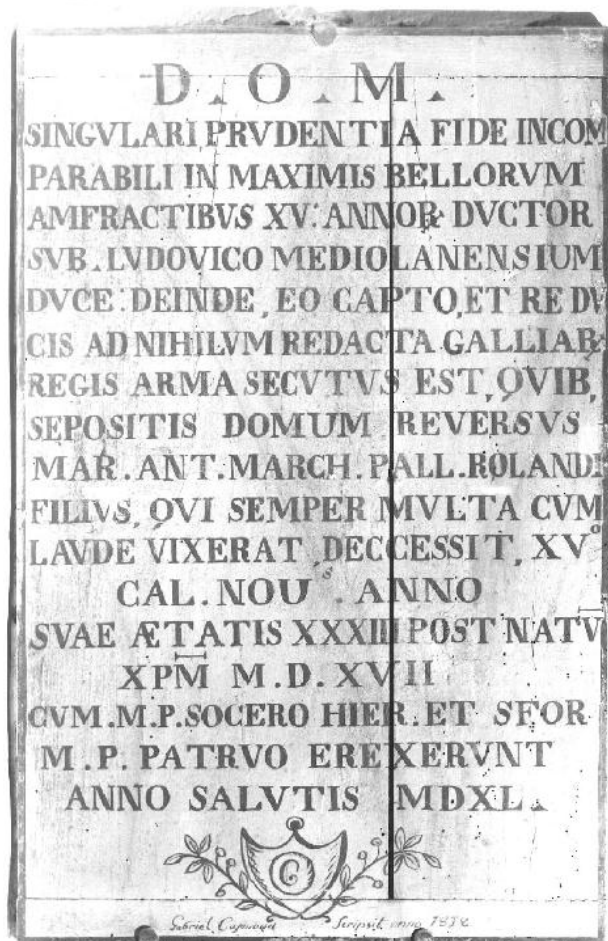 D . O . M .
SINGVLARI PRVDENTIA FIDE INCOM
PARABILI IN MAXIMIS BELLORVM
AMFRACTIBVS XV. ANNOR DVCTOR
SVB . LVDOVICO MEDIOLANENSIUM
DVCE DEINDE, EO CAPTO, ET RE DV
CIS AD NIHILVM REDACTA GALLIAR
REGIS ARMA SECVTVS EST, QVIB,
SEPOSITIS DOMUM REVERSVS
MAR . ANT . MARCH . PALL . ROLANDI
FILIVS, QVI SEMPER MVLTA CVM
LAVDE VIXERAT, DECCESSIT, XV°
CAL . NOUˢ . ANNO
SVAE ÆTATIS XXXIII POST NATV̅
XPM̅ M . D . XVII
CVM . M . P . SOCERO HIER . ET SFOR
M . P . PATRVO EREXERVNT
ANNO SALVTIS MDXL .
G
Gabriel Scripsit anno